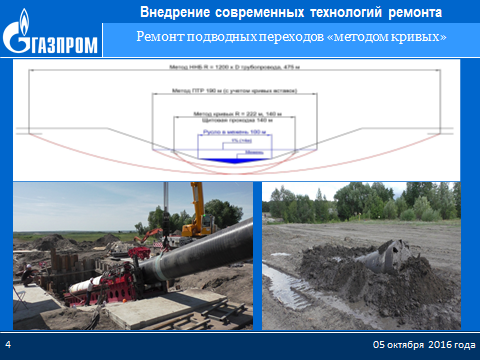 Внедрение современных технологий ремонта
ГАЗПРОМ
Ремонт подводных переходов «методом кривых»
Метод ННБ R = 1200 x D трубопровода, 475 м
Метод ПТР 190 м (с учетом кривых вставок)
Метод кривых R = 222 м, 140 м
Щитовая проходка 140 м
Русло в межень 100 м
Межень
4
05 октября 2016 года